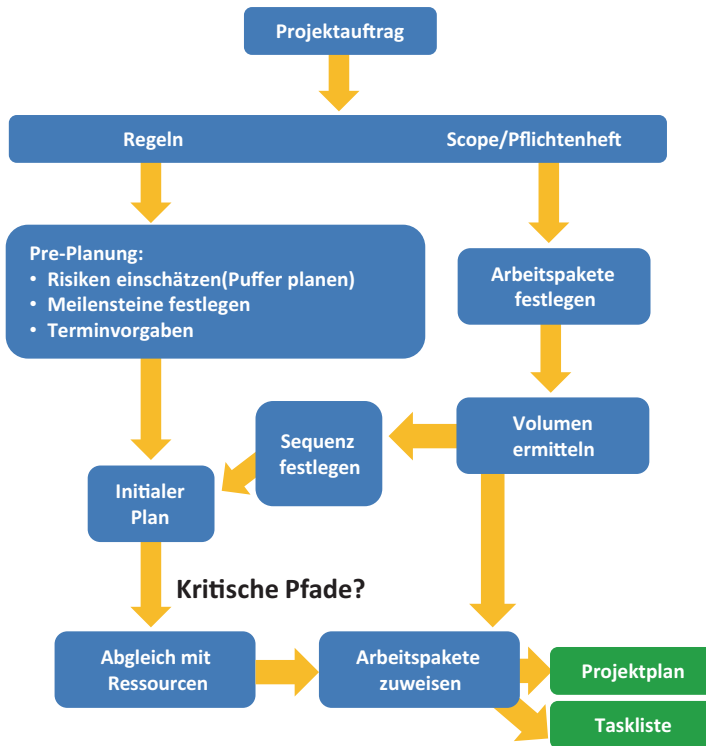 Projektauftrag
Regeln
Scope/Pflichtenheft
Pre-Planung:
• Risiken einschätzen(Puffer planen)
• Meilensteine festlegen
• Terminvorgaben
Arbeitspakete
festlegen
Volumen
ermitteln
Sequenz
festlegen
Initialer
Plan
Kritische Pfade?
Abgleich mit
Ressourcen
Arbeitspakete
zuweisen
Projektplan
Taskliste